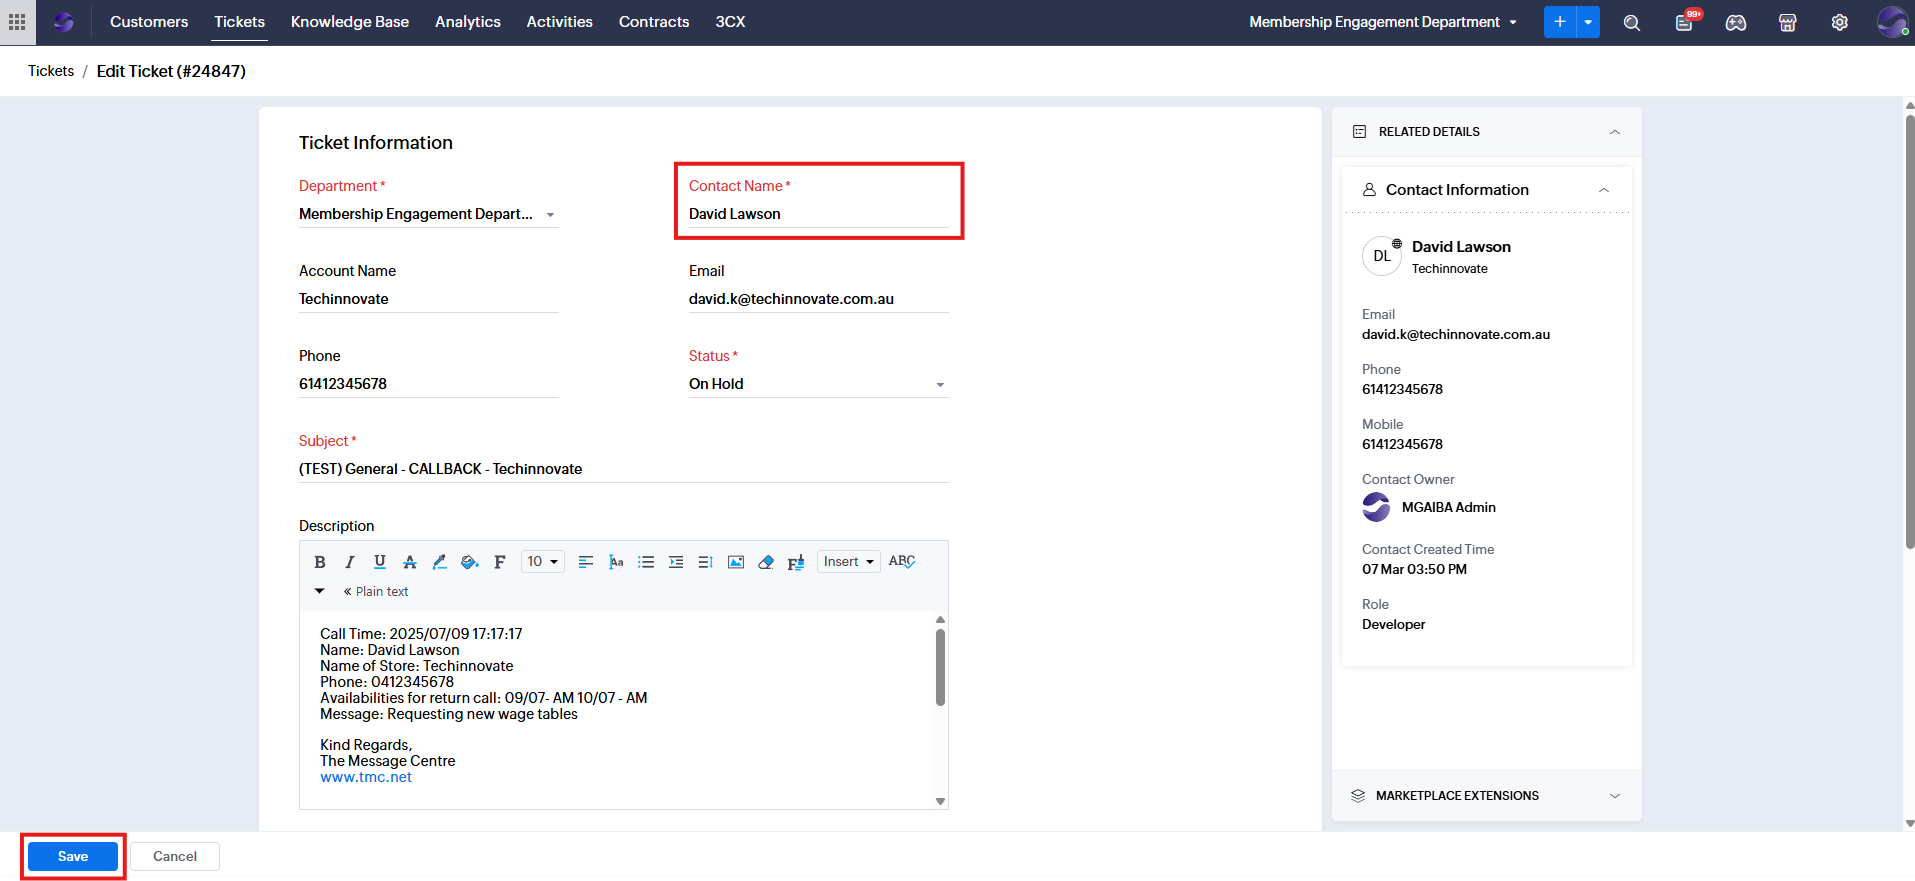 Customers Tickets Knowledge Base Analytics Activities Contracts 3CX Membership Engagement Department + 99+
Tickets / Edit Ticket (#24847)
Ticket Information
Department * Contact Name *
Membership Engagement Depart... David Lawson
Account Name Email
Techinnovate david.k@techinnovate.com.au
Phone Status *
61412345678 On Hold
Subject *
(TEST) General - CALLBACK - Techinnovate
Description
B I U A F 10 Aa Insert ABC
« Plain text
Call Time: 2025/07/09 17:17:17
Name: David Lawson
Name of Store: Techinnovate
Phone: 0412345678
Availabilities for return call: 09/07- AM 10/07 - AM
Message: Requesting new wage tables
Kind Regards,
The Message Centre
www.tmc.net
RELATED DETAILS
Contact Information
DL David Lawson
Techinnovate
Email
david.k@techinnovate.com.au
Phone
61412345678
Mobile
61412345678
Contact Owner
MGAIBA Admin
Contact Created Time
07 Mar 03:50 PM
Role
Developer
MARKETPLACE EXTENSIONS
Save Cancel